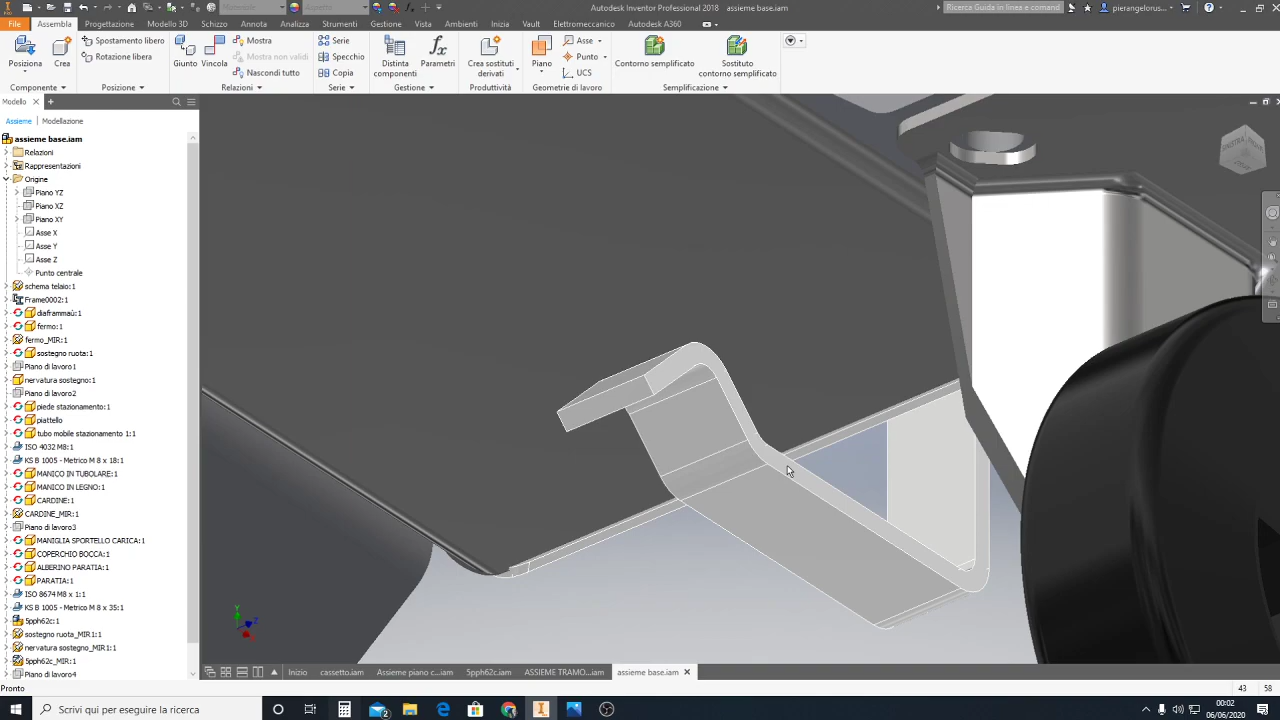 Autodesk Inventor Professional 2018   assieme base.iam
Ricerca Guida in linea e comand
pierangelorus...
File Assembla Progettazione Modello 3D Schizzo Annota Analizza Strumenti Gestione Vista Ambienti Inizia Vault Elettromeccanico Autodesk A360
Spostamento libero
Rotazione libera
Mostra
Mostra non validi
Nascondi tutto
Serie
Specchio
Copia
Asse
Punto
UCS
Posiziona Crea Giunto Vincola
Distinta componenti
Parametri
Crea sostituti derivati
Piano
Contorno semplificato
Sostituto contorno semplificato
Componente Posizione Relazioni Serie Gestione Produttività Geometrie di lavoro Semplificazione
Modello
Assieme Modellazione
assieme base.iam
Relazioni
Rappresentazioni
Origine
Piano YZ
Piano XZ
Piano XY
Asse X
Asse Y
Asse Z
Punto centrale
schema telaio:1
Frame0002:1
diaframmaù:1
fermo:1
fermo_MIR:1
sostegno ruota:1
Piano di lavoro1
nervatura sostegno:1
Piano di lavoro2
piede stazionamento:1
piattello
tubo mobile stazionamento 1:1
ISO 4032 M8:1
KS B 1005 - Metrico M 8 x 18:1
MANICO IN TUBOLARE:1
MANICO IN LEGNO:1
CARDINE:1
CARDINE_MIR:1
Piano di lavoro3
MANIGLIA SPORTELLO CARICA:1
COPERCHIO BOCCA:1
ALBERINO PARATIA:1
PARATIA:1
ISO 8674 M8 x 1:1
KS B 1005 - Metrico M 8 x 35:1
5pph62c:1
sostegno ruota_MIR1:1
nervatura sostegno_MIR1:1
5pph62c_MIR:1
Piano di lavoro4
Y
Z
X
Inizio cassetto.iam Assieme piano c...iam 5pph62c.iam ASSIEME TRAMO...iam assieme base.iam
Pronto
43 58
Scrivi qui per eseguire la ricerca
00:02
06/06/2020